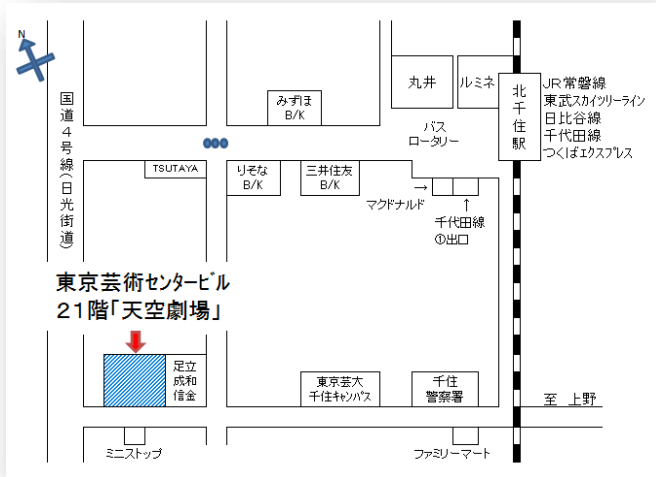 N
国道４号線(日光街道)
みずほ
B/K
丸井
ルミネ
北千住駅
JR常磐線
東武スカイツリーライン
日比谷線
千代田線
つくばエクスプレス
バス
ロータリー
TSUTAYA
りそな
B/K
三井住友
B/K
→
マクドナルド
↑
千代田線
①出口
東京芸術センタービル
２１階「天空劇場」
足立
成和
信金
東京芸大
千住キャンパス
千住
警察署
至 上野
ミニストップ
ファミリーマート